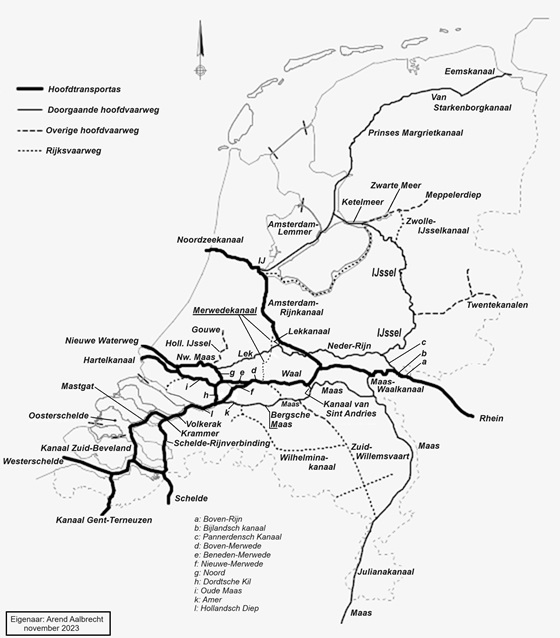 Hoofdtransportas
Doorgaande hoofdvaarweg
Overige hoofdvaarweg
Rijksvaarweg
Eemskanaal
Van
Starkenborgkanaal
Prinses Margrietkanaal
Zwarte Meer
Meppelerdiep
Ketelmeer
Amsterdam-
Lemmer
Zwolle-
IJsselkanaal
Noordzeekanaal
IJ
IJssel
Amsterdam-
Rijnkanaal
Twentekanalen
Merwedekanaal
Gouwe
Lekkanaal
IJssel
Nieuwe Waterweg
Holl. IJssel
Neder-Rijn
c
Hartelkanaal
Nw. Maas
Lek
b
a
g e d
Waal
Mastgat
i
h
f
Maas
Maas-
Waalkanaal
k
Maas
Kanaal van
Sint Andries
Rhein
Oosterschelde
Volkerak
Krammer
Bergsche
Maas
Kanaal Zuid-Beveland
Schelde-Rijnverbinding
Zuid-
Willemsvaart
Maas
Westerschelde
Wilhelmina-
kanaal
Schelde
Kanaal Gent-Terneuzen
a: Boven-Rijn
b: Bijlandsch kanaal
c: Pannerdensch Kanaal
d: Boven-Merwede
e: Beneden-Merwede
f: Nieuwe-Merwede
g: Noord
h: Dordtsche Kil
i: Oude Maas
k: Amer
l: Hollandsch Diep
Julianakanaal
Maas
Eigenaar: Arend Aalbrecht
november 2023